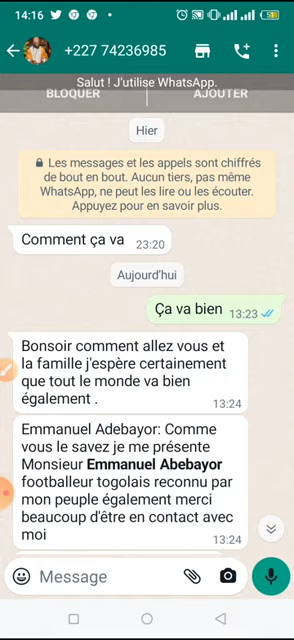 14:16
+227 74236985
Salut ! J'utilise WhatsApp.
BLOQUER
AJOUTER
Hier
Les messages et les appels sont chiffrés
de bout en bout. Aucun tiers, pas même
WhatsApp, ne peut les lire ou les écouter.
Appuyez pour en savoir plus.
Comment ça va 23:20
Aujourd'hui
Ça va bien 13:23
Bonsoir comment allez vous et
la famille j'espère certainement
que tout le monde va bien
également .
13:24
Emmanuel Adebayor: Comme
vous le savez je me présente
Monsieur Emmanuel Abebayor
footballeur togolais reconnu par
mon peuple également merci
beaucoup d'être en contact avec
moi
13:24
Message